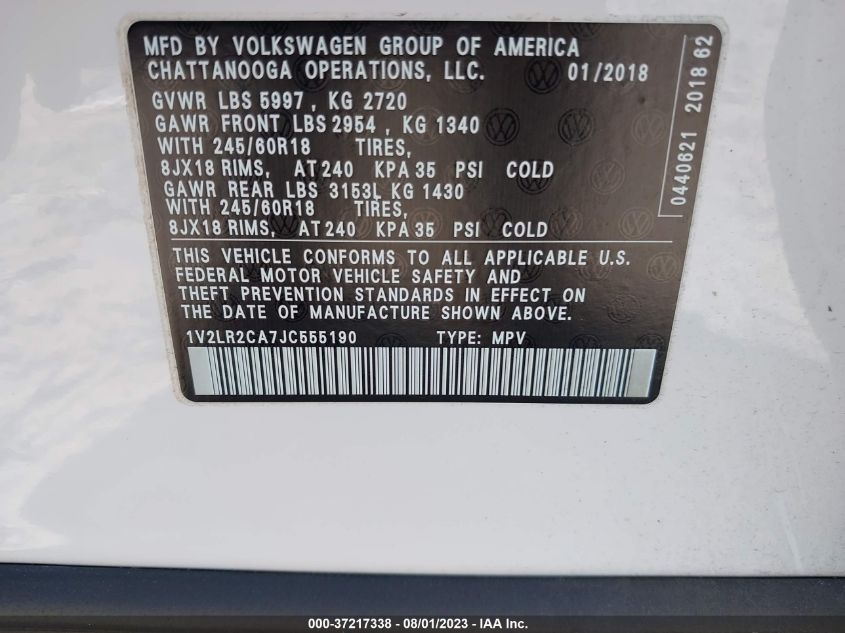 MFD BY VOLKSWAGEN GROUP OF AMERICA
CHATTANOOGA OPERATIONS, LLC. 01/2018
GVWR LBS 5997 , KG 2720
GAWR FRONT LBS 2954 , KG 1340
WITH 245/60R18 TIRES,
8JX18 RIMS, AT 240 KPA 35 PSI COLD
GAWR REAR LBS 3153L KG 1430
WITH 245/60R18 TIRES,
8JX18 RIMS, AT 240 KPA 35 PSI COLD
THIS VEHICLE CONFORMS TO ALL APPLICABLE U.S.
FEDERAL MOTOR VEHICLE SAFETY AND
THEFT PREVENTION STANDARDS IN EFFECT ON
THE DATE OF MANUFACTURE SHOWN ABOVE.
1V2LR2CA7JC555190 TYPE: MPV
0440621 2018 62
000-37217338 - 08/01/2023 - IAA Inc.